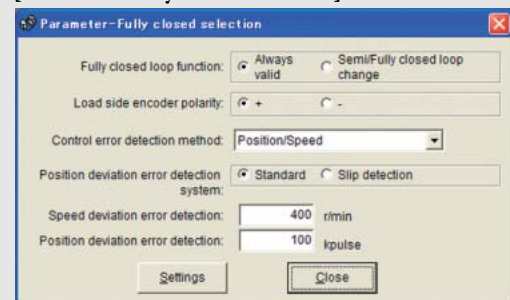 Parameter-Fully closed selection
Fully closed loop function: Always valid Semi/Fully closed loop change
Load side encoder polarity: + -
Control error detection method: Position/Speed
Position deviation error detection system: Standard Slip detection
Speed deviation error detection: 400 r/min
Position deviation error detection: 100 kpulse
Settings Close